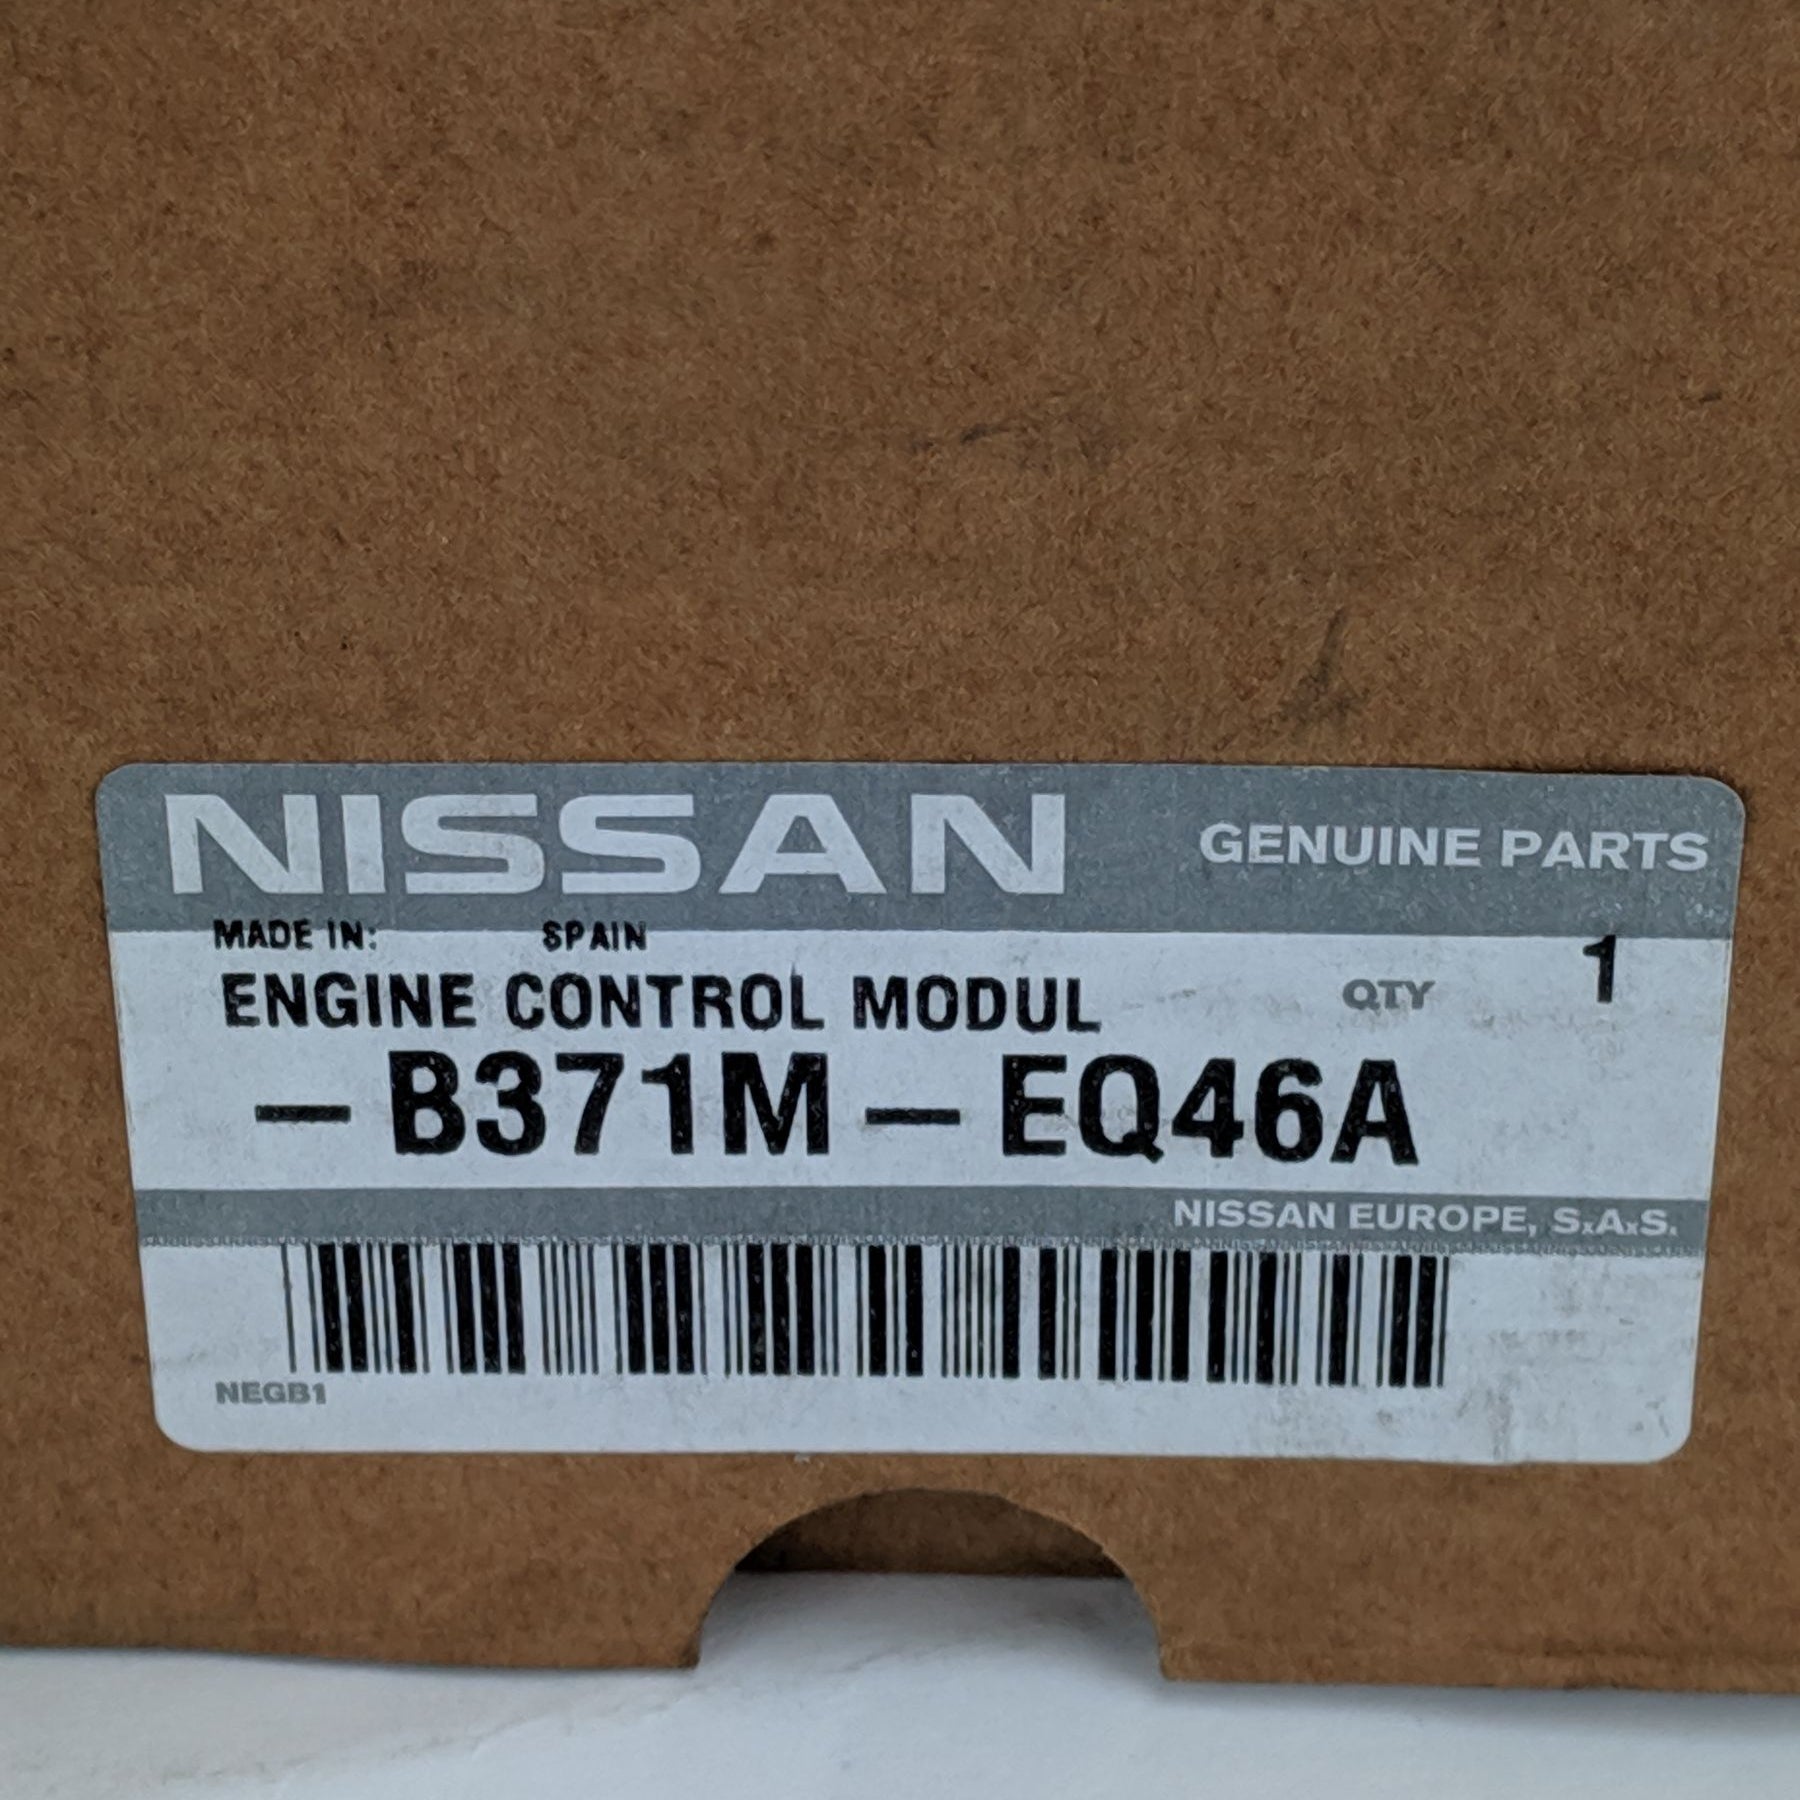 NISSAN GENUINE PARTS
MADE IN: SPAIN
ENGINE CONTROL MODUL QTY 1
-B371M-EQ46A
NISSAN EUROPE, S.A.S.
NEGB1